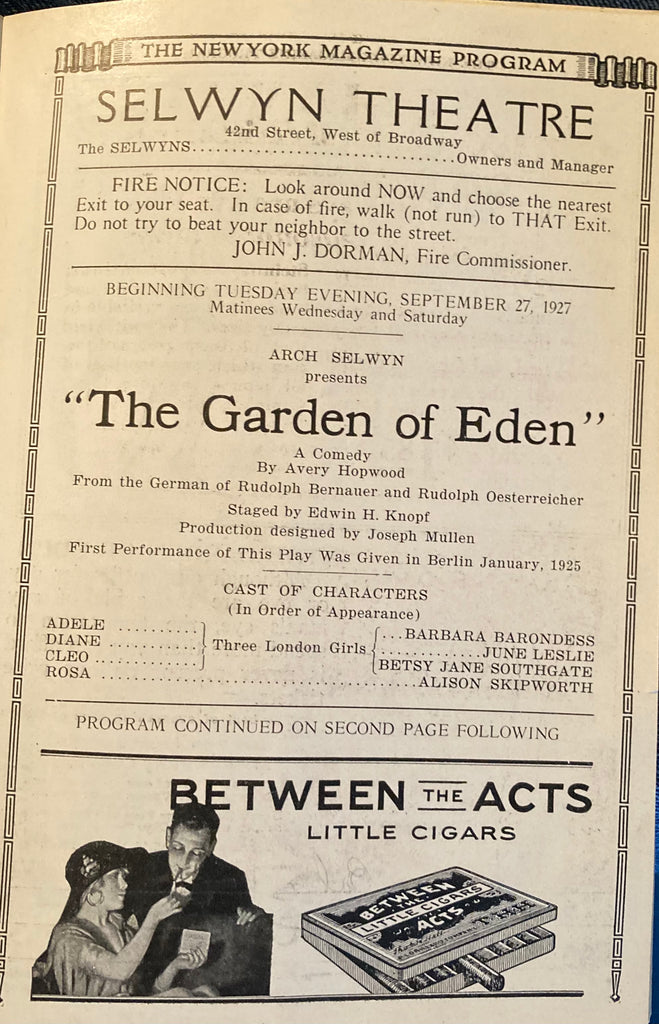 THE NEW YORK MAGAZINE PROGRAM
SELWYN THEATRE
42nd Street, West of Broadway
The SELWYNS................................Owners and Manager
FIRE NOTICE: Look around NOW and choose the nearest
Exit to your seat. In case of fire, walk (not run) to THAT Exit.
Do not try to beat your neighbor to the street.
JOHN J. DORMAN, Fire Commissioner.
BEGINNING TUESDAY EVENING, SEPTEMBER 27, 1927
Matinees Wednesday and Saturday
ARCH SELWYN
presents
"The Garden of Eden"
A Comedy
By Avery Hopwood
From the German of Rudolph Bernauer and Rudolph Oesterreicher
Staged by Edwin H. Knopf
Production designed by Joseph Mullen
First Performance of This Play Was Given in Berlin January, 1925
CAST OF CHARACTERS
(In Order of Appearance)
ADELE .......... ...BARBARA BARONDESS
DIANE ........... Three London Girls ............JUNE LESLIE
CLEO ............ BETSY JANE SOUTHGATE
ROSA ........................................ALISON SKIPWORTH
PROGRAM CONTINUED ON SECOND PAGE FOLLOWING
BETWEEN THE ACTS
LITTLE CIGARS
BETWEEN
THE
LITTLE CIGARS
ACTS